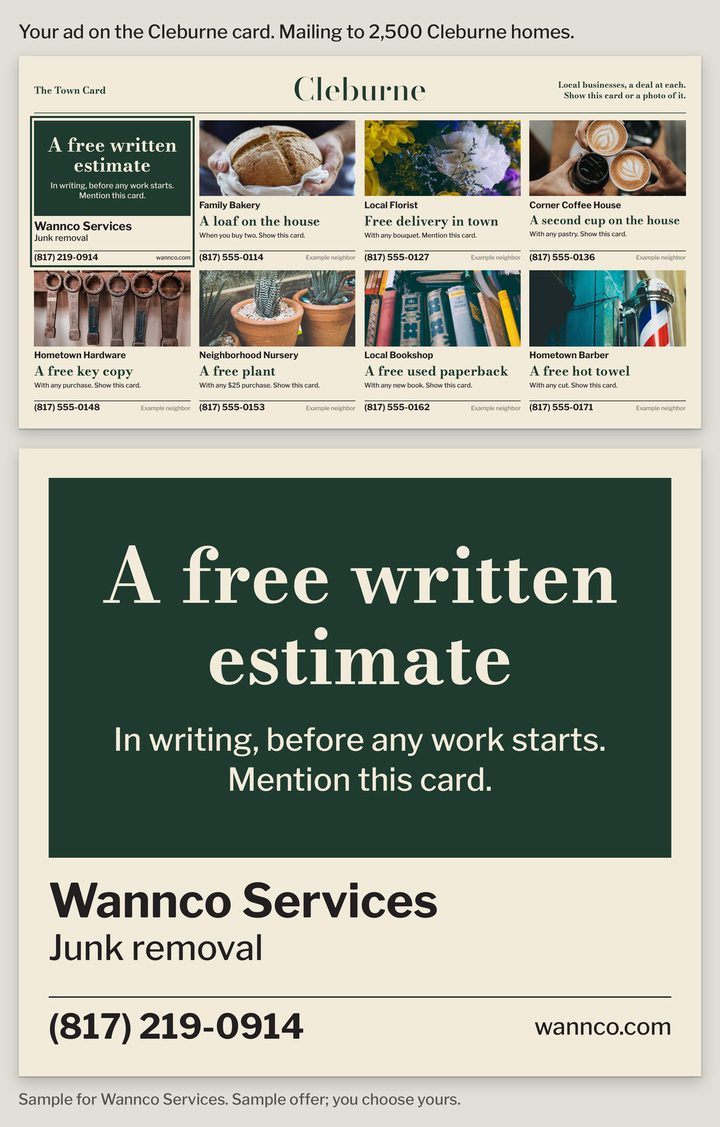 Your ad on the Cleburne card. Mailing to 2,500 Cleburne homes.
The Town Card
Cleburne
Local businesses, a deal at each.
Show this card or a photo of it.
A free written
estimate
In writing, before any work starts.
Mention this card.
Wannco Services
Junk removal
(817) 219-0914
wannco.com
Family Bakery
A loaf on the house
When you buy two. Show this card.
(817) 555-0114
Example neighbor
Local Florist
Free delivery in town
With any bouquet. Mention this card.
(817) 555-0127
Example neighbor
Corner Coffee House
A second cup on the house
With any pastry. Show this card.
(817) 555-0136
Example neighbor
Hometown Hardware
A free key copy
With any purchase. Show this card.
(817) 555-0148
Example neighbor
Neighborhood Nursery
A free plant
With any $25 purchase. Show this card.
(817) 555-0153
Example neighbor
Local Bookshop
A free used paperback
With any new book. Show this card.
(817) 555-0162
Example neighbor
Hometown Barber
A free hot towel
With any cut. Show this card.
(817) 555-0171
Example neighbor
A free written
estimate
In writing, before any work starts.
Mention this card.
Wannco Services
Junk removal
(817) 219-0914
wannco.com
Sample for Wannco Services. Sample offer; you choose yours.